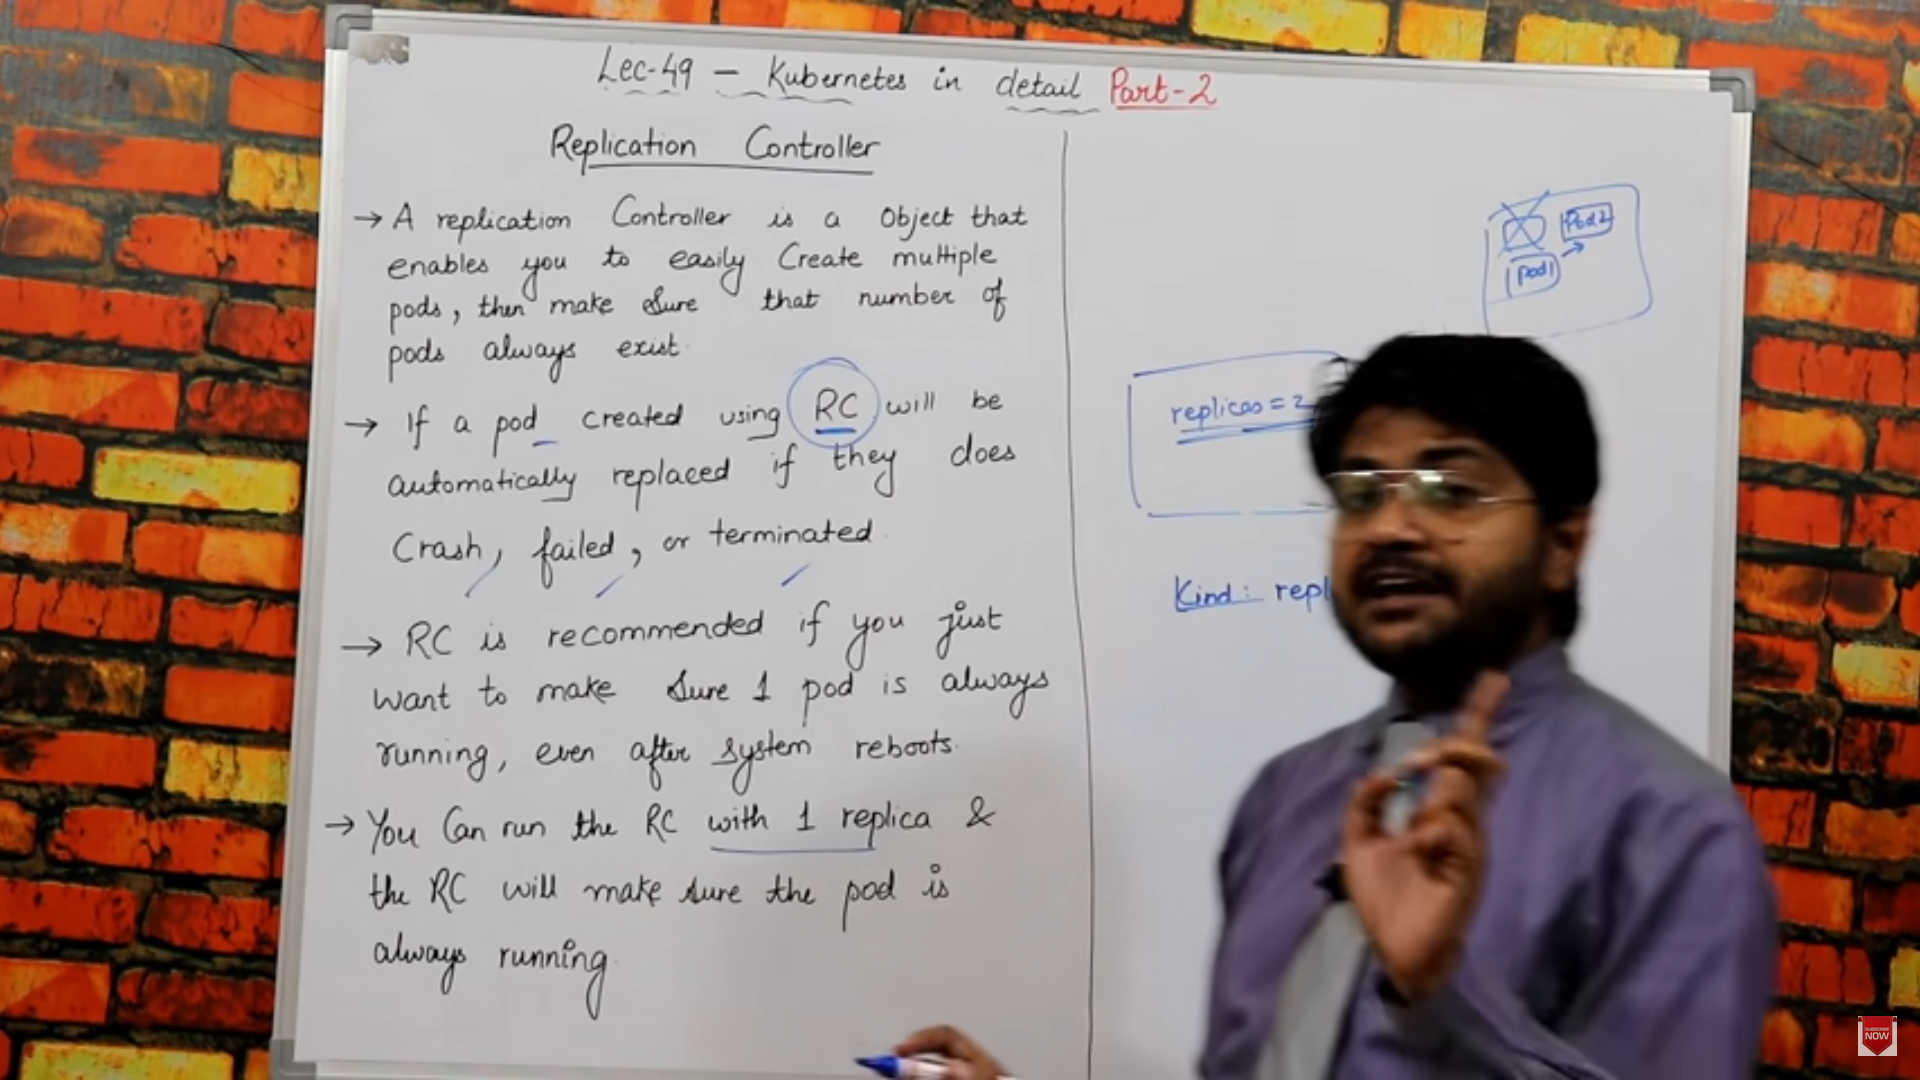 Lec-49 - Kubernetes in detail Part-2
Replication Controller
→ A replication Controller is a Object that
enables you to easily Create multiple
pods, then make sure that number of
pods always exist.
→ If a pod created using RC will be
automatically replaced if they does
Crash, failed, or terminated.
→ RC is recommended if you just
want to make sure 1 pod is always
running, even after system reboots.
→ You Can run the RC with 1 replica &
the RC will make sure the pod is
always running.
Pod2
Pod1
replicas = 2
Kind: repl
SUBSCRIBE
NOW